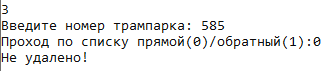 3
Введите номер трампарка: 585
Проход по списку прямой(0)/обратный(1):0
Не удалено!